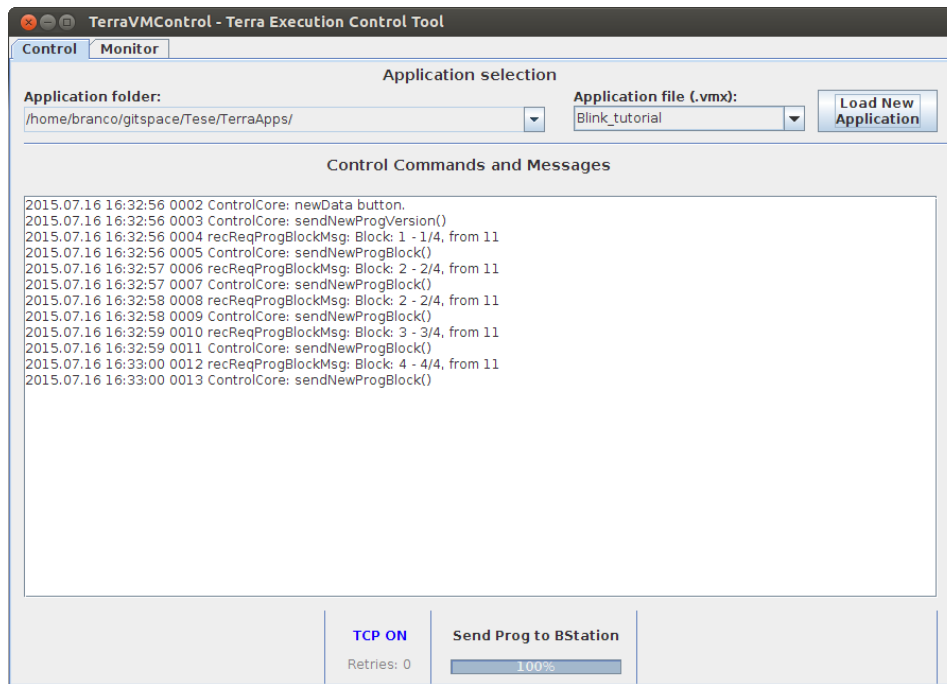 TerraVMControl - Terra Execution Control Tool
Control Monitor
Application selection
Application folder: Application file (.vmx):
/home/branco/gitspace/Tese/TerraApps/ Blink_tutorial Load New
Application
Control Commands and Messages
2015.07.16 16:32:56 0002 ControlCore: newData button.
2015.07.16 16:32:56 0003 ControlCore: sendNewProgVersion()
2015.07.16 16:32:56 0004 recReqProgBlockMsg: Block: 1 - 1/4, from 11
2015.07.16 16:32:56 0005 ControlCore: sendNewProgBlock()
2015.07.16 16:32:57 0006 recReqProgBlockMsg: Block: 2 - 2/4, from 11
2015.07.16 16:32:57 0007 ControlCore: sendNewProgBlock()
2015.07.16 16:32:58 0008 recReqProgBlockMsg: Block: 2 - 2/4, from 11
2015.07.16 16:32:58 0009 ControlCore: sendNewProgBlock()
2015.07.16 16:32:59 0010 recReqProgBlockMsg: Block: 3 - 3/4, from 11
2015.07.16 16:32:59 0011 ControlCore: sendNewProgBlock()
2015.07.16 16:33:00 0012 recReqProgBlockMsg: Block: 4 - 4/4, from 11
2015.07.16 16:33:00 0013 ControlCore: sendNewProgBlock()
TCP ON Send Prog to BStation
Retries: 0 100%